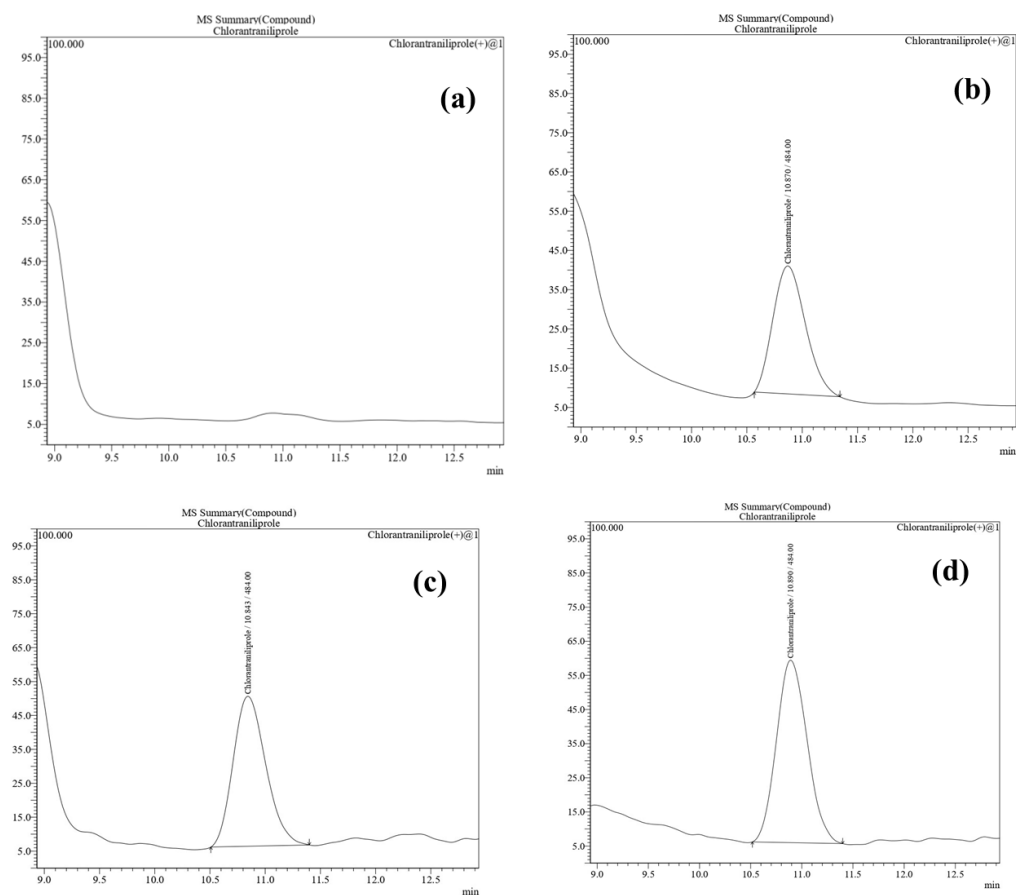 MS Summary(Compound)
Chlorantraniliprole
100.000
Chlorantraniliprole(+)@1
(a)
95.0
85.0
75.0
65.0
55.0
45.0
35.0
25.0
15.0
5.0
9.0 9.5 10.0 10.5 11.0 11.5 12.0 12.5
min
MS Summary(Compound)
Chlorantraniliprole
100.000
Chlorantraniliprole(+)@1
(b)
Chlorantraniliprole / 10.870 / 484.00
95.0
85.0
75.0
65.0
55.0
45.0
35.0
25.0
15.0
5.0
9.0 9.5 10.0 10.5 11.0 11.5 12.0 12.5
min
MS Summary(Compound)
Chlorantraniliprole
100.000
Chlorantraniliprole(+)@1
(c)
Chlorantraniliprole / 10.843 / 484.00
95.0
85.0
75.0
65.0
55.0
45.0
35.0
25.0
15.0
5.0
9.0 9.5 10.0 10.5 11.0 11.5 12.0 12.5
min
MS Summary(Compound)
Chlorantraniliprole
100.000
Chlorantraniliprole(+)@1
(d)
Chlorantraniliprole / 10.890 / 484.00
95.0
85.0
75.0
65.0
55.0
45.0
35.0
25.0
15.0
5.0
9.0 9.5 10.0 10.5 11.0 11.5 12.0 12.5
min